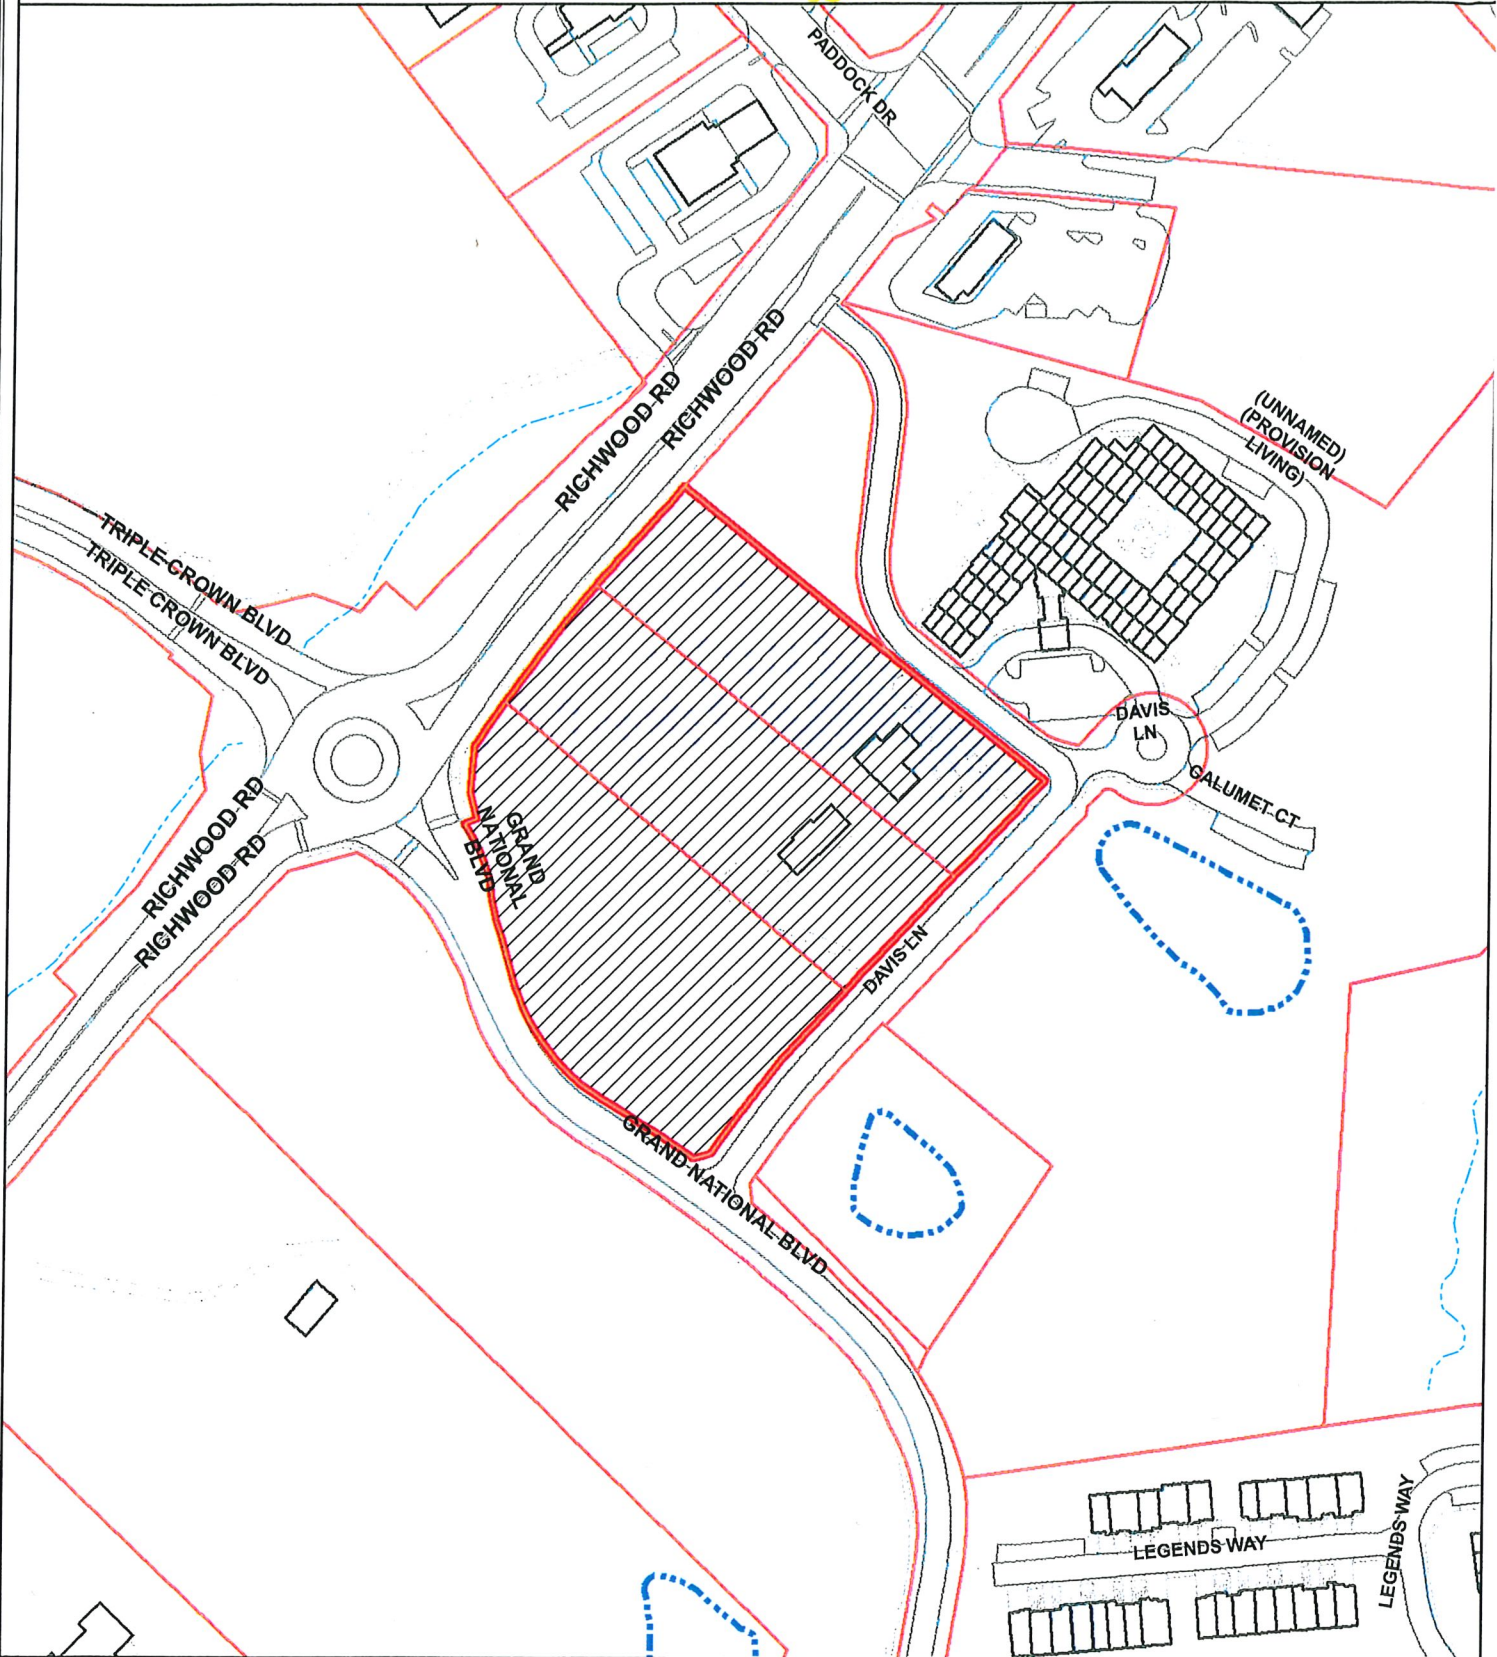 PADDOCK DR
RICHWOOD RD
RICHWOOD RD
(UNNAMED)
(PROVISION
LIVING)
TRIPLE CROWN BLVD
TRIPLE CROWN BLVD
DAVIS
LN
CALUMET CT
RICHWOOD RD
RICHWOOD RD
GRAND
NATIONAL
BLVD
DAVIS LN
GRAND NATIONAL BLVD
LEGENDS WAY
LEGENDS WAY